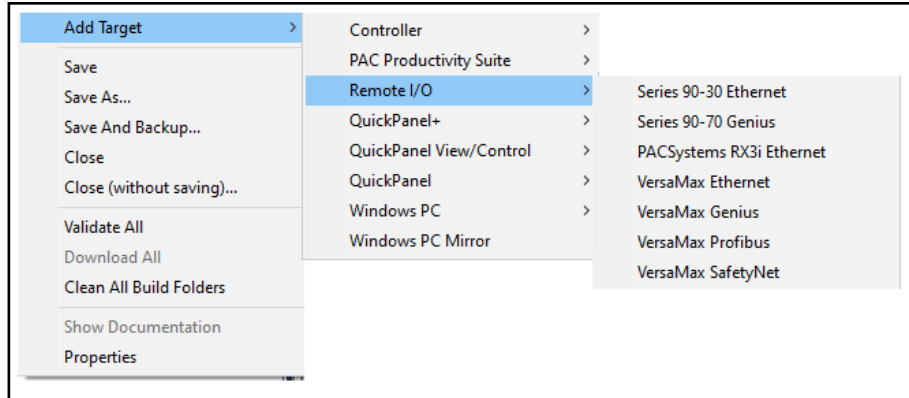 Add Target
Save
Save As...
Save And Backup...
Close
Close (without saving)...
Validate All
Download All
Clean All Build Folders
Show Documentation
Properties
Controller
PAC Productivity Suite
Remote I/O
QuickPanel+
QuickPanel View/Control
QuickPanel
Windows PC
Windows PC Mirror
Series 90-30 Ethernet
Series 90-70 Genius
PACSystems RX3i Ethernet
VersaMax Ethernet
VersaMax Genius
VersaMax Profibus
VersaMax SafetyNet